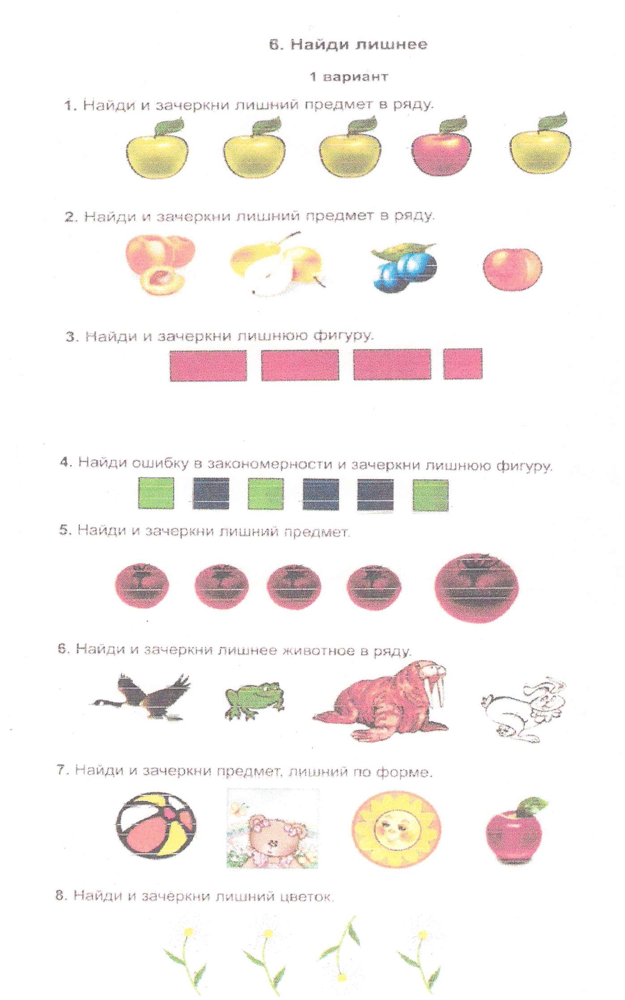 6. Найди лишнее
1 вариант
1. Найди и зачеркни лишний предмет в ряду.
2. Найди и зачеркни лишний предмет в ряду.
3. Найди и зачеркни лишнюю фигуру.
4. Найди ошибку в закономерности и зачеркни лишнюю фигуру.
5. Найди и зачеркни лишний предмет.
6. Найди и зачеркни лишнее животное в ряду.
7. Найди и зачеркни предмет, лишний по форме.
8. Найди и зачеркни лишний цветок.